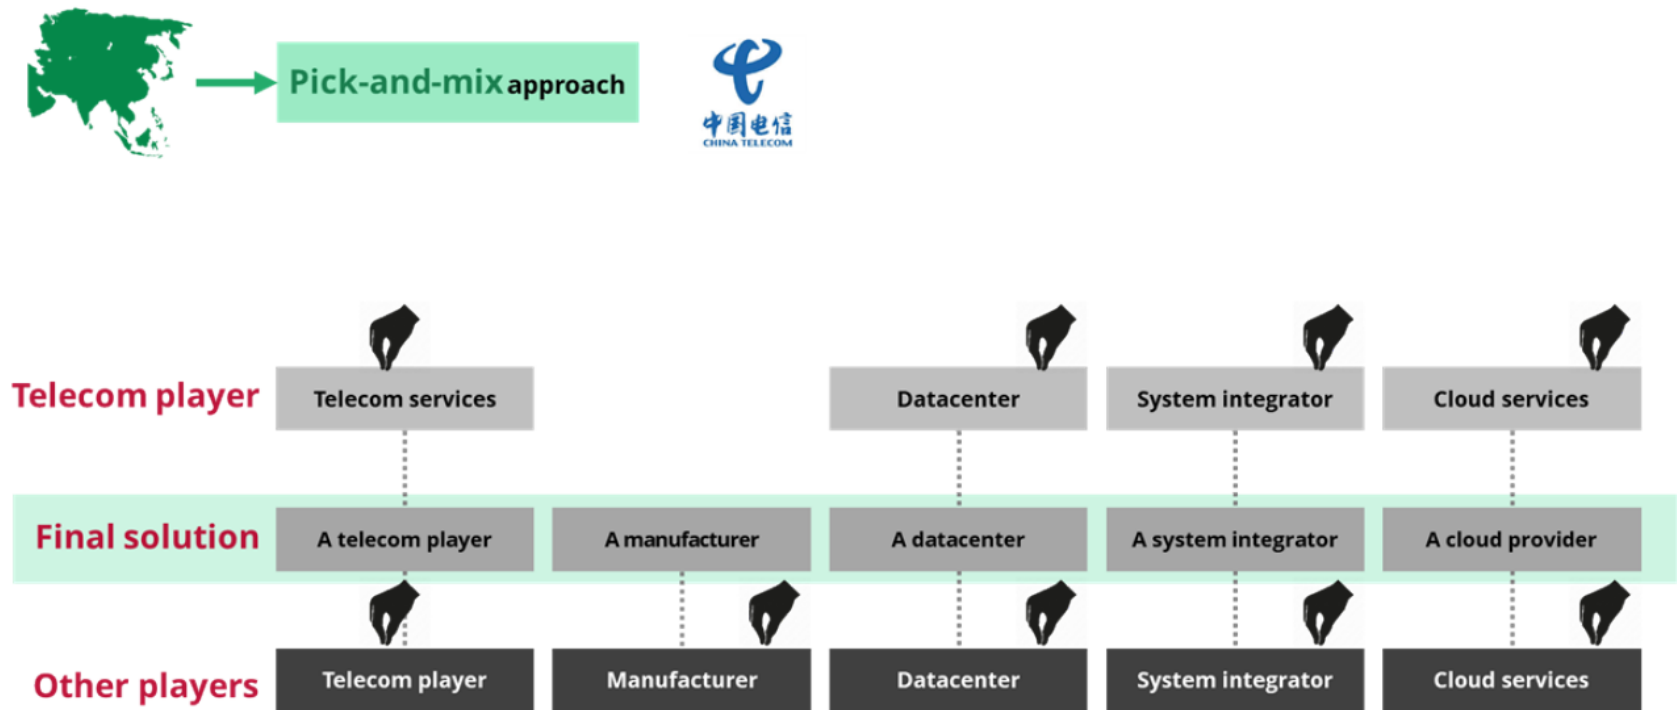 Pick-and-mix approach
中国电信
CHINA TELECOM
Telecom player
Telecom services
Datacenter
System integrator
Cloud services
Final solution
A telecom player
A manufacturer
A datacenter
A system integrator
A cloud provider
Other players
Telecom player
Manufacturer
Datacenter
System integrator
Cloud services